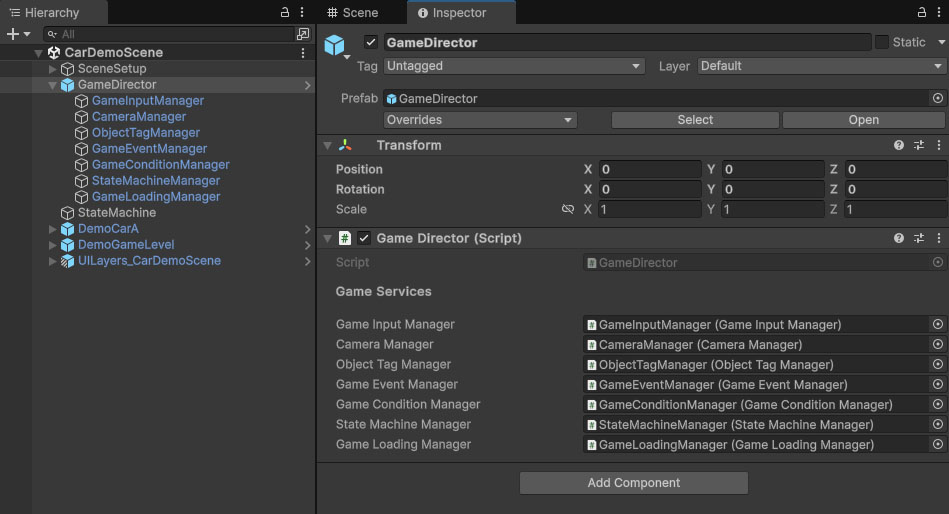 Hierarchy
All
CarDemoScene
SceneSetup
GameDirector
GameInputManager
CameraManager
ObjectTagManager
GameEventManager
GameConditionManager
StateMachineManager
GameLoadingManager
StateMachine
DemoCarA
DemoGameLevel
UILayers_CarDemoScene
Scene Inspector
GameDirector Static
Tag Untagged Layer Default
Prefab GameDirector
Overrides Select Open
Transform
Position X 0 Y 0 Z 0
Rotation X 0 Y 0 Z 0
Scale X 1 Y 1 Z 1
# Game Director (Script)
Script GameDirector
Game Services
Game Input Manager GameInputManager (Game Input Manager)
Camera Manager CameraManager (Camera Manager)
Object Tag Manager ObjectTagManager (Object Tag Manager)
Game Event Manager GameEventManager (Game Event Manager)
Game Condition Manager GameConditionManager (Game Condition Manager)
State Machine Manager StateMachineManager (State Machine Manager)
Game Loading Manager GameLoadingManager (Game Loading Manager)
Add Component